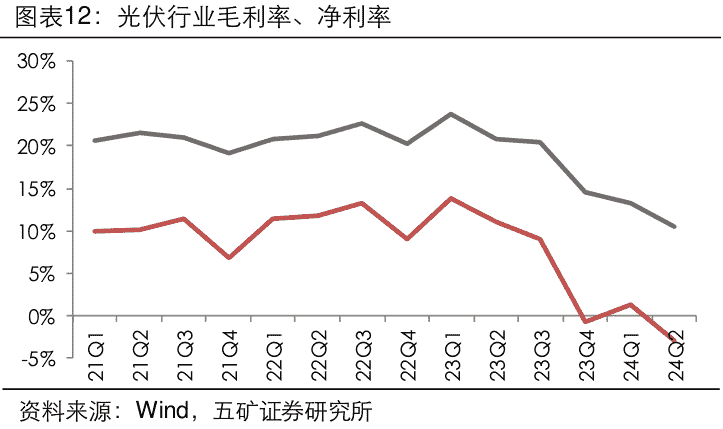 图表12：光伏行业毛利率、净利率
30%
25%
20%
15%
10%
5%
0%
-5%
21Q1
21Q2
21Q3
21Q4
22Q1
22Q2
22Q3
22Q4
23Q1
23Q2
23Q3
23Q4
24Q1
24Q2
资料来源：Wind，五矿证券研究所